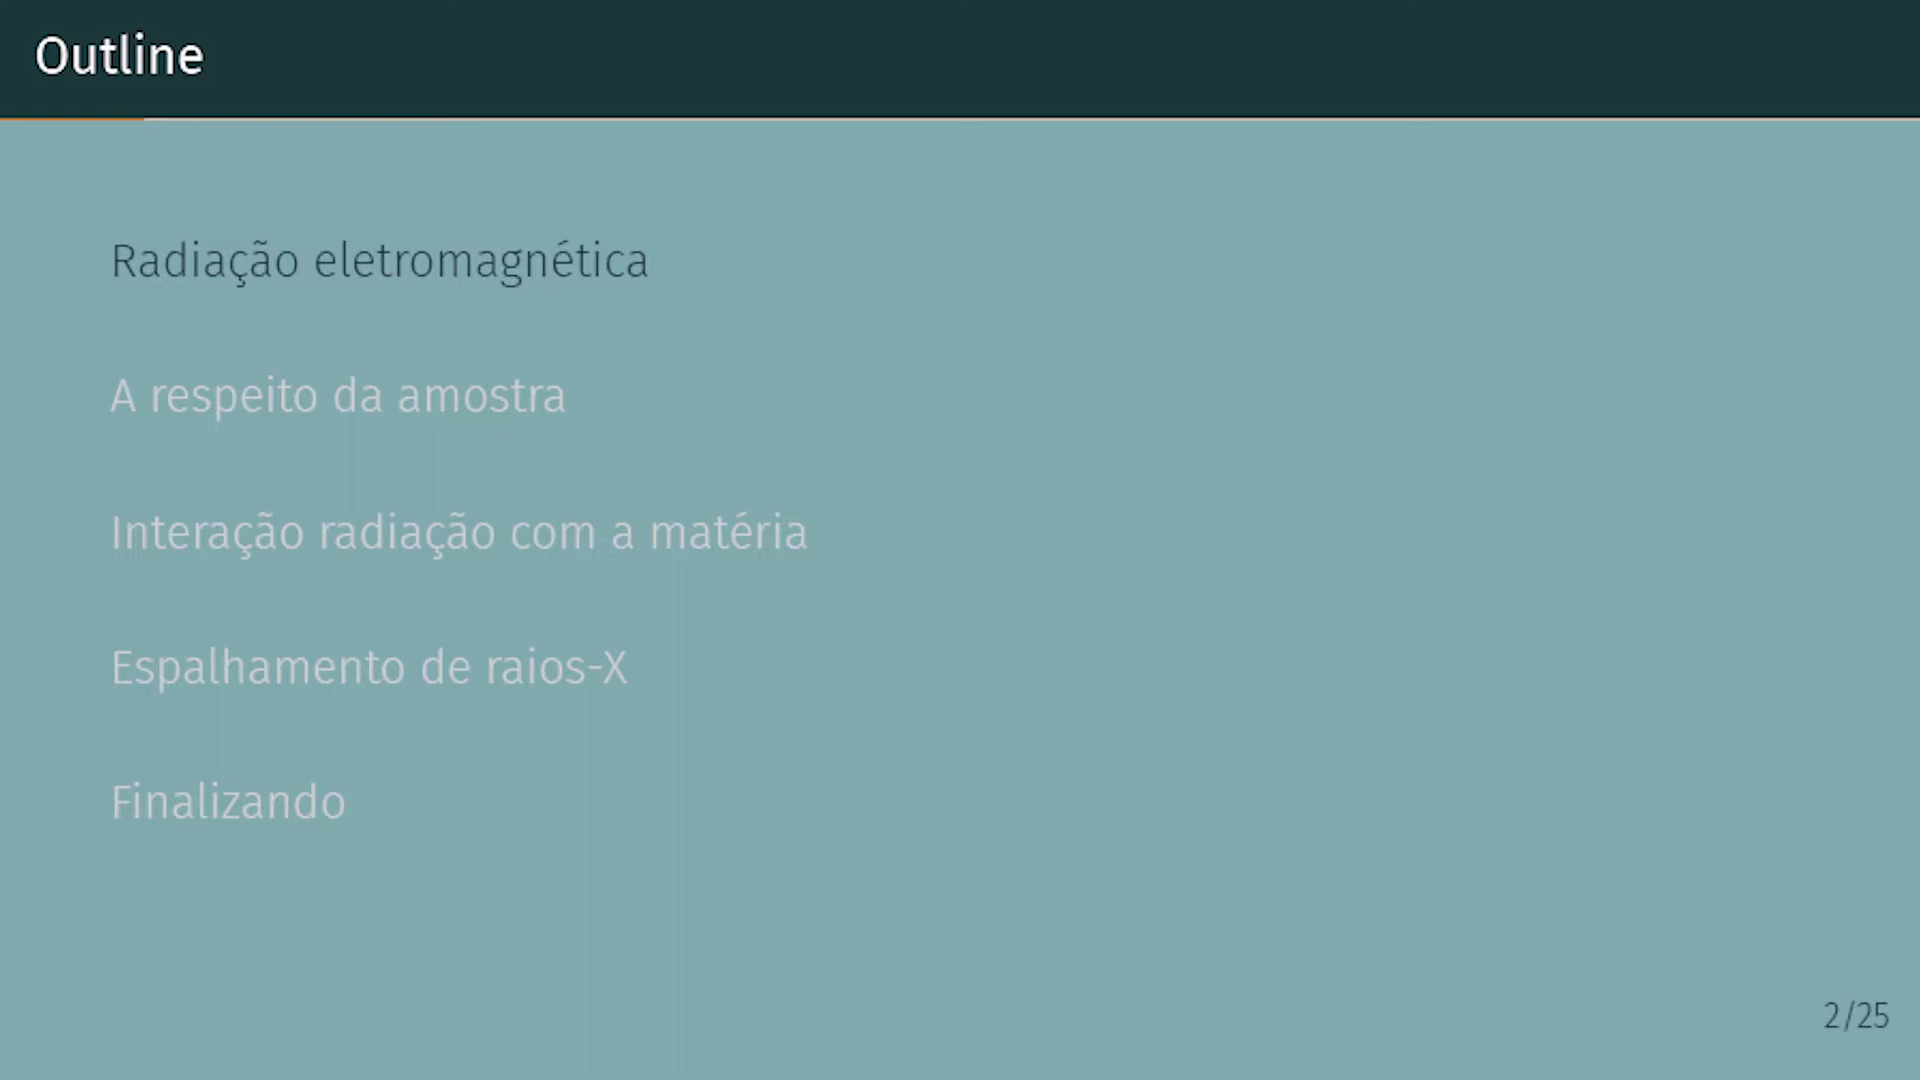 Outline
Radiação eletromagnética
A respeito da amostra
Interação radiação com a matéria
Espalhamento de raios-X
Finalizando
2/25